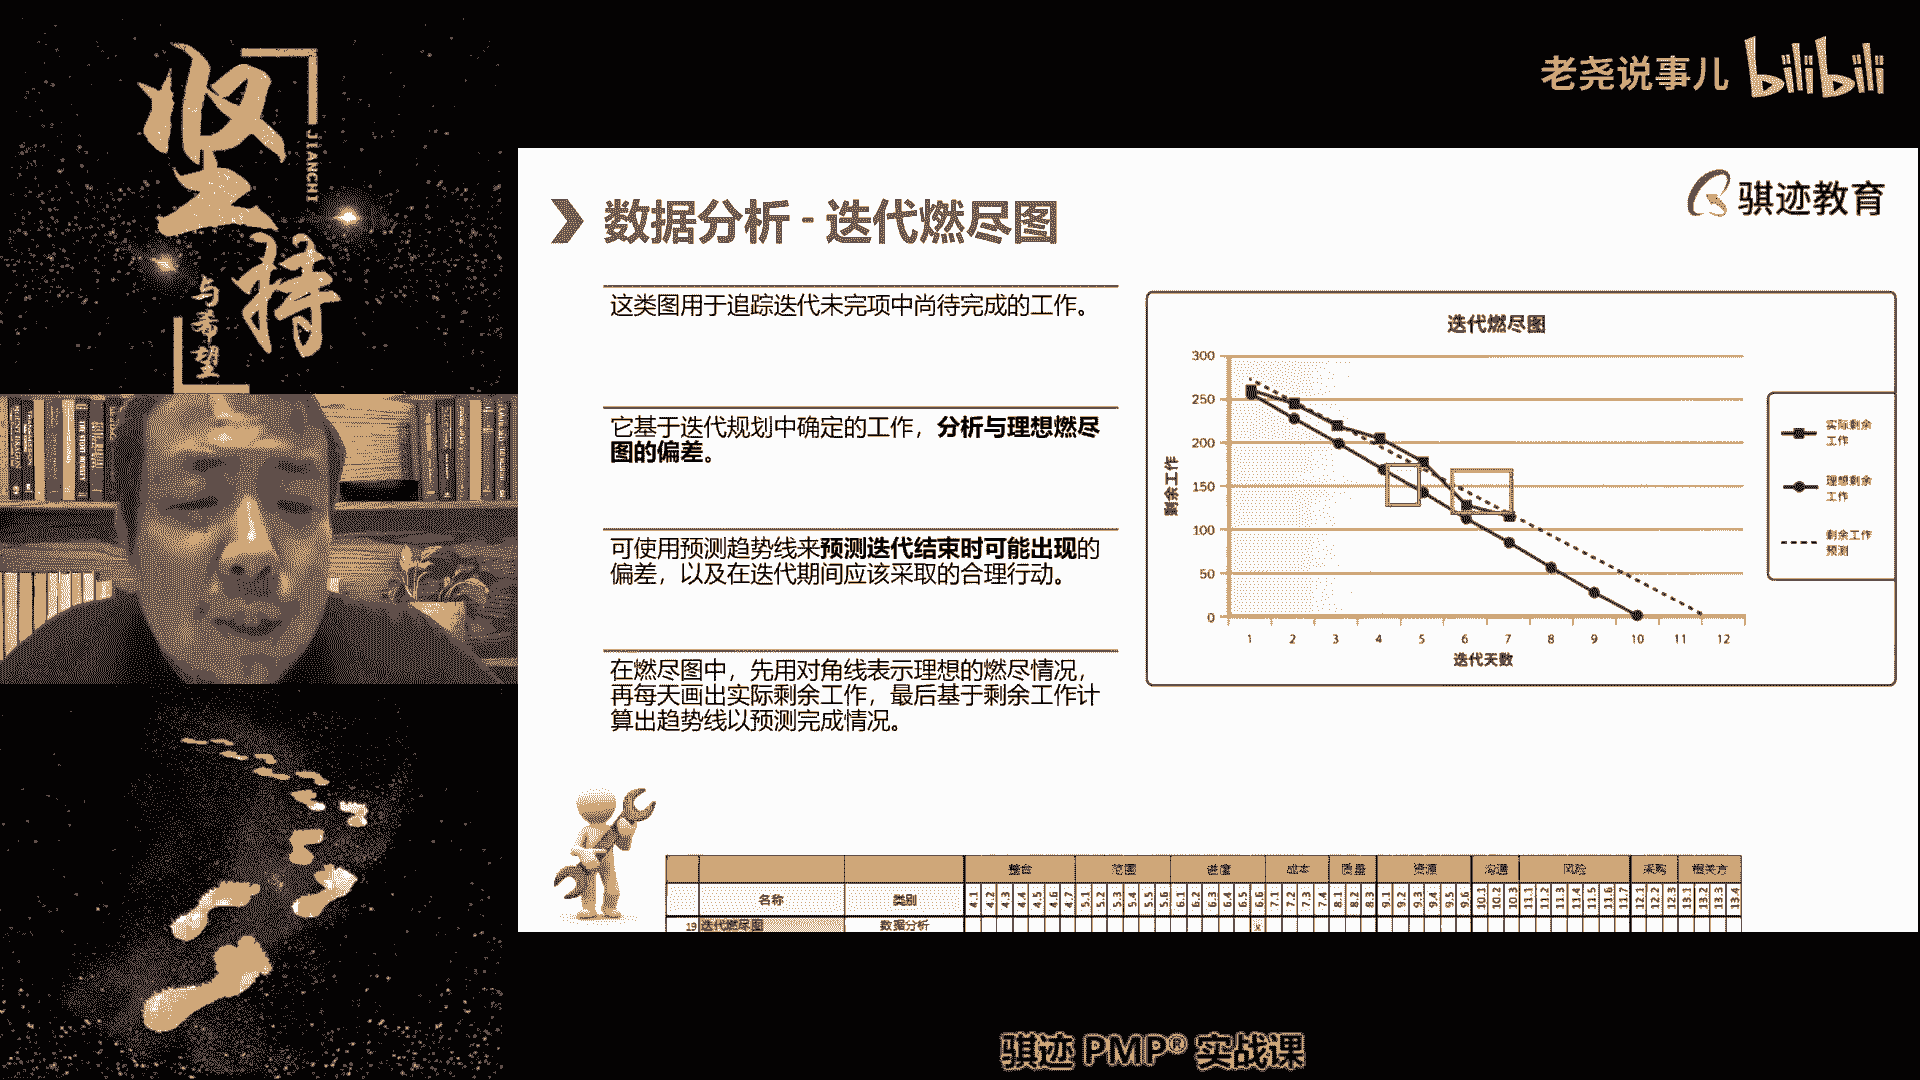 坚持
JIANCHI
与希望
老尧说事儿 bilibili
骐迹教育
数据分析 - 迭代燃尽图
这类图用于追踪迭代未完项中尚待完成的工作。
它基于迭代规划中确定的工作，分析与理想燃尽
图的偏差。
可使用预测趋势线来预测迭代结束时可能出现的
偏差，以及在迭代期间应该采取的合理行动。
在燃尽图中，先用对角线表示理想的燃尽情况，
再每天画出实际剩余工作，最后基于剩余工作计
算出趋势线以预测完成情况。
迭代燃尽图
300
250
200
150
100
50
0
剩余工作
1 2 3 4 5 6 7 8 9 10 11 12
迭代天数
实际剩余
工作
理想剩余
工作
剩余工作
预测
整合 范围 进度 成本 质量 资源 沟通 风险 采购 相关方
名称 类别 4.1 4.2 4.3 4.4 4.5 4.6 4.7 5.1 5.2 5.3 5.4 5.5 5.6 6.1 6.2 6.3 6.4 6.5 6.6 7.1 7.2 7.3 7.4 8.1 8.2 8.3 9.1 9.2 9.3 9.4 9.5 9.6 10.1 10.2 10.3 11.1 11.2 11.3 11.4 11.5 11.6 11.7 12.1 12.2 12.3 13.1 13.2 13.3 13.4
19 迭代燃尽图 数据分析 x
骐迹 PMP® 实战课